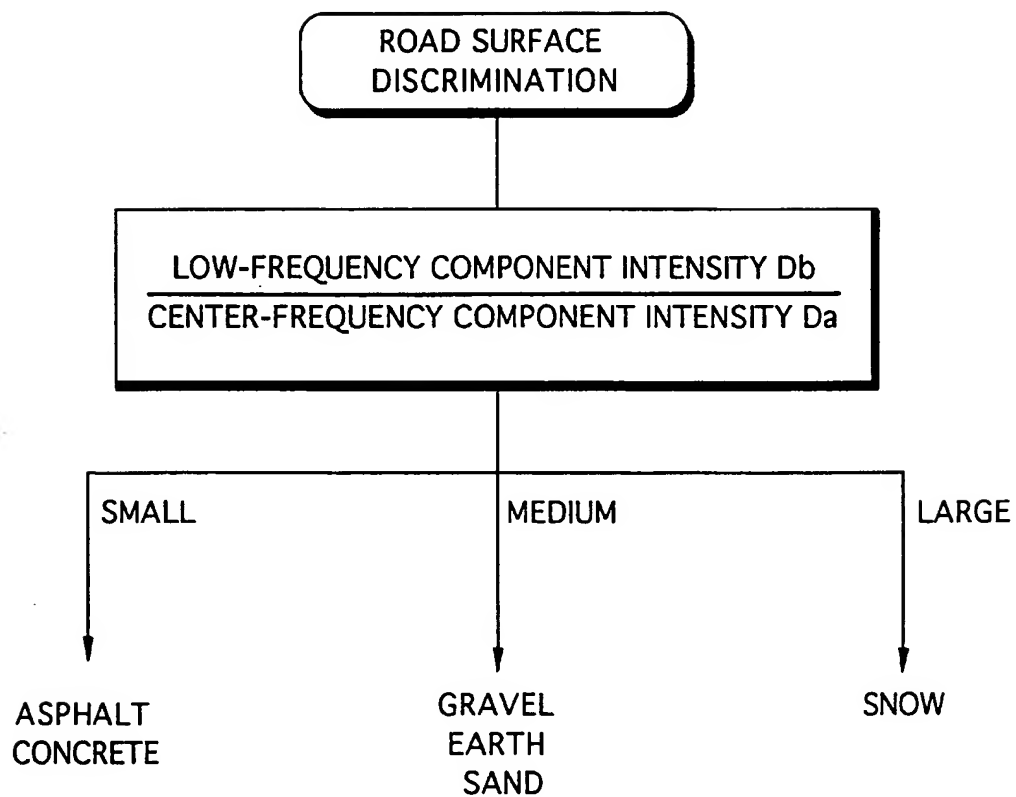 ROAD SURFACE
DISCRIMINATION
LOW-FREQUENCY COMPONENT INTENSITY Db
CENTER-FREQUENCY COMPONENT INTENSITY Da
SMALL
MEDIUM
LARGE
ASPHALT
CONCRETE
GRAVEL
EARTH
SAND
SNOW